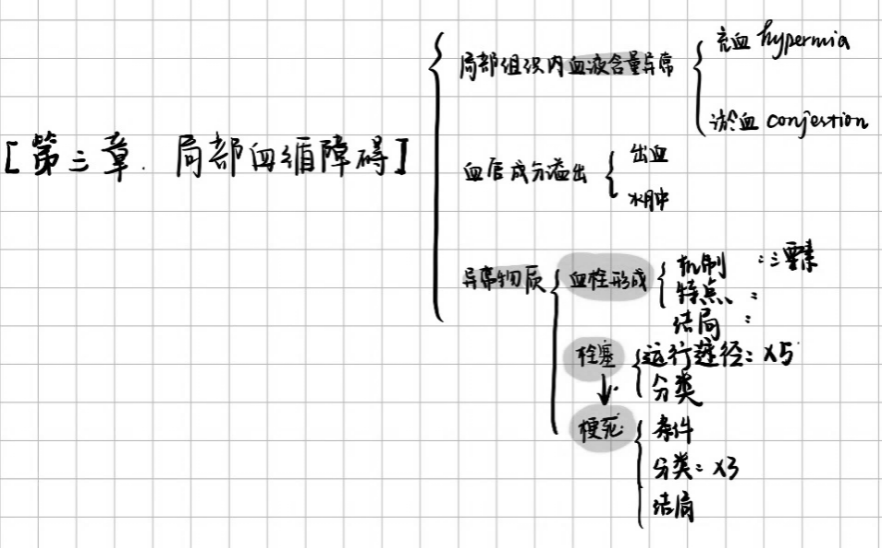 [第三章. 局部血循障碍]
局部组织内血液含量异常
充血 hypermia
淤血 conjestion
血管成分溢出
出血
水肿
异常物质
血栓形成
机制 :三要素
特点 :
结局 :
栓塞
运行途径: x5
分类
↓
梗死
条件
分类: x3
结局